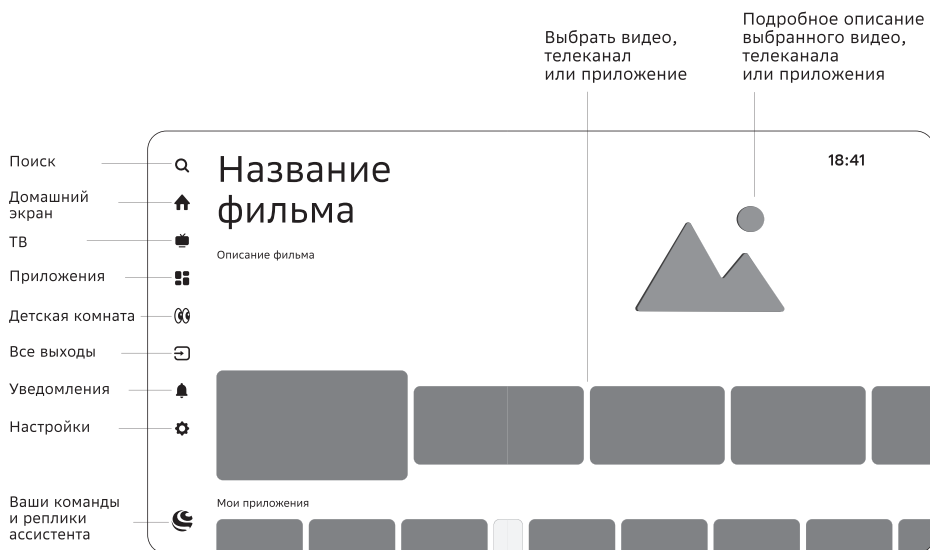 Подробное описание
выбранного видео,
телеканала
или приложения
Выбрать видео,
телеканал
или приложение
Поиск
Домашний
экран
ТВ
Приложения
Детская комната
Все выходы
Уведомления
Настройки
Ваши команды
и реплики
ассистента
Название
фильма
18:41
Описание фильма
Мои приложения